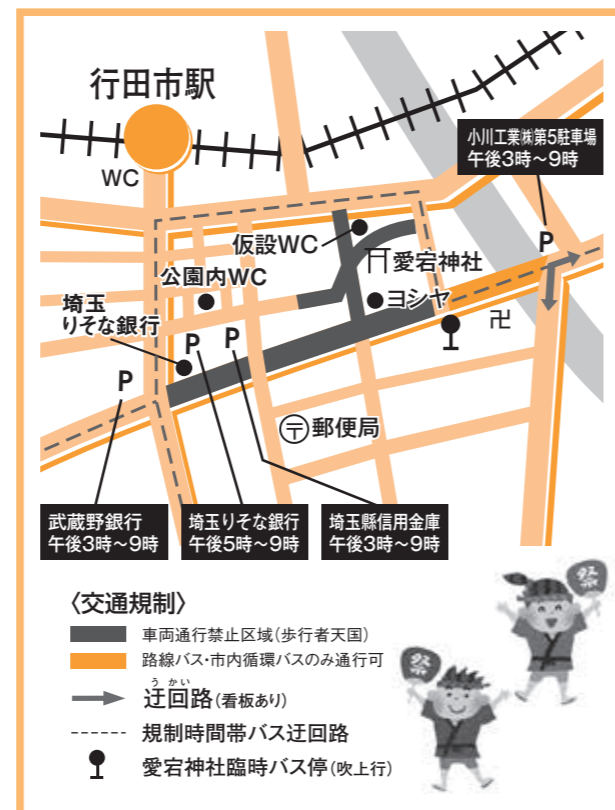 行田市駅
WC
小川工業㈱第5駐車場
午後3時～9時
P
仮設WC
愛宕神社
公園内WC
ヨシヤ
埼玉
りそな銀行
P
P
P
卍
〒郵便局
武蔵野銀行
午後3時～9時
埼玉りそな銀行
午後5時～9時
埼玉縣信用金庫
午後3時～9時
〈交通規制〉
車両通行禁止区域(歩行者天国)
路線バス・市内循環バスのみ通行可
うかい
迂回路(看板あり)
規制時間帯バス迂回路
愛宕神社臨時バス停(吹上行)
祭
祭